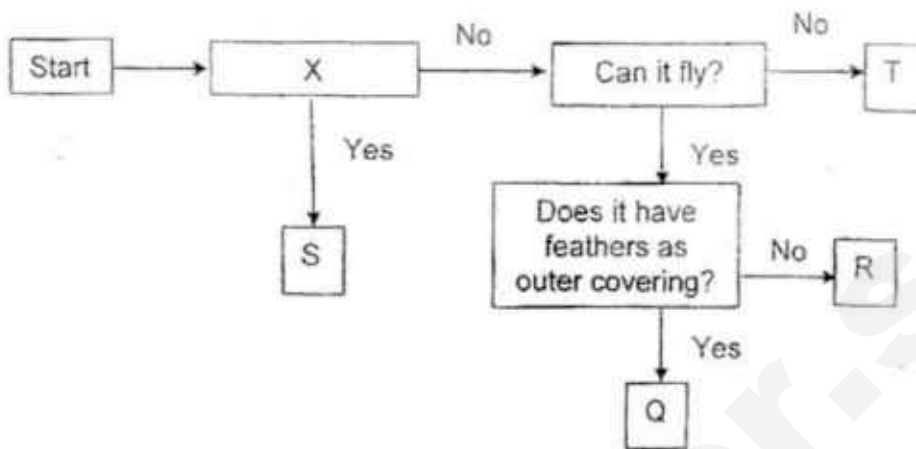 Start
X
No
Can it fly?
No
T
Yes
Yes
S
Does it have
feathers as
outer covering?
No
R
Yes
Q